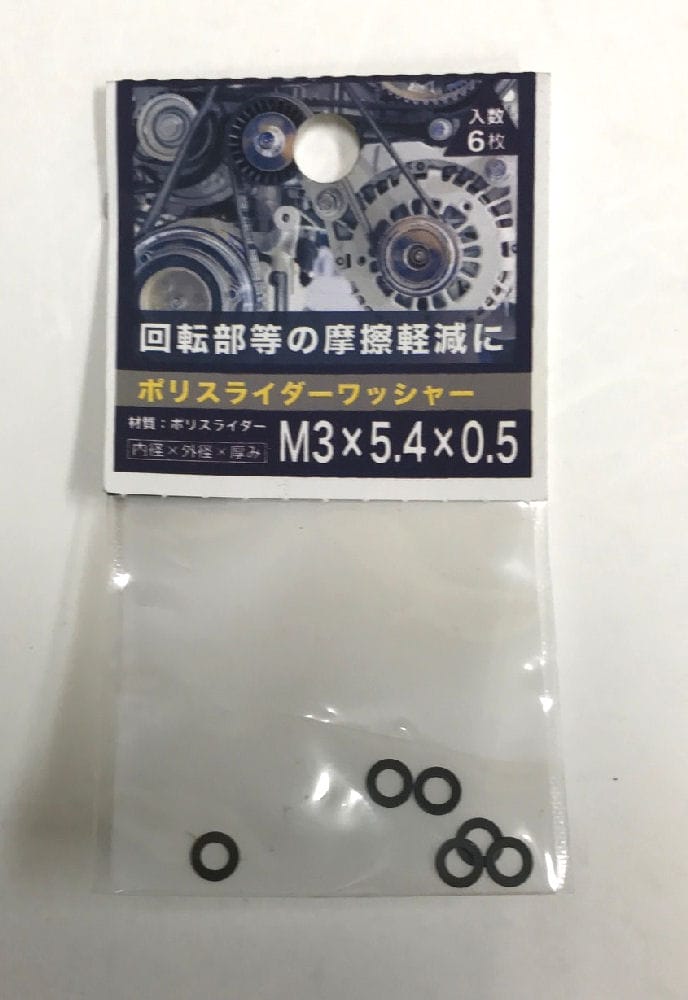 入数
6枚
回転部等の摩擦軽減に
ポリスライダーワッシャー
材質：ポリスライダー
内径×外径×厚み
M3×5.4×0.5